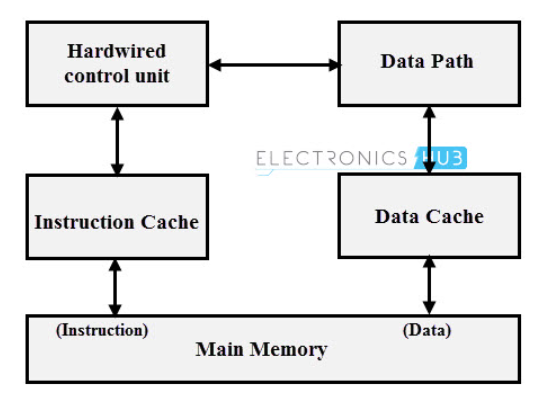 Hardwired
control unit
Data Path
ELECTRONICS HUB
Instruction Cache
Data Cache
(Instruction)
(Data)
Main Memory